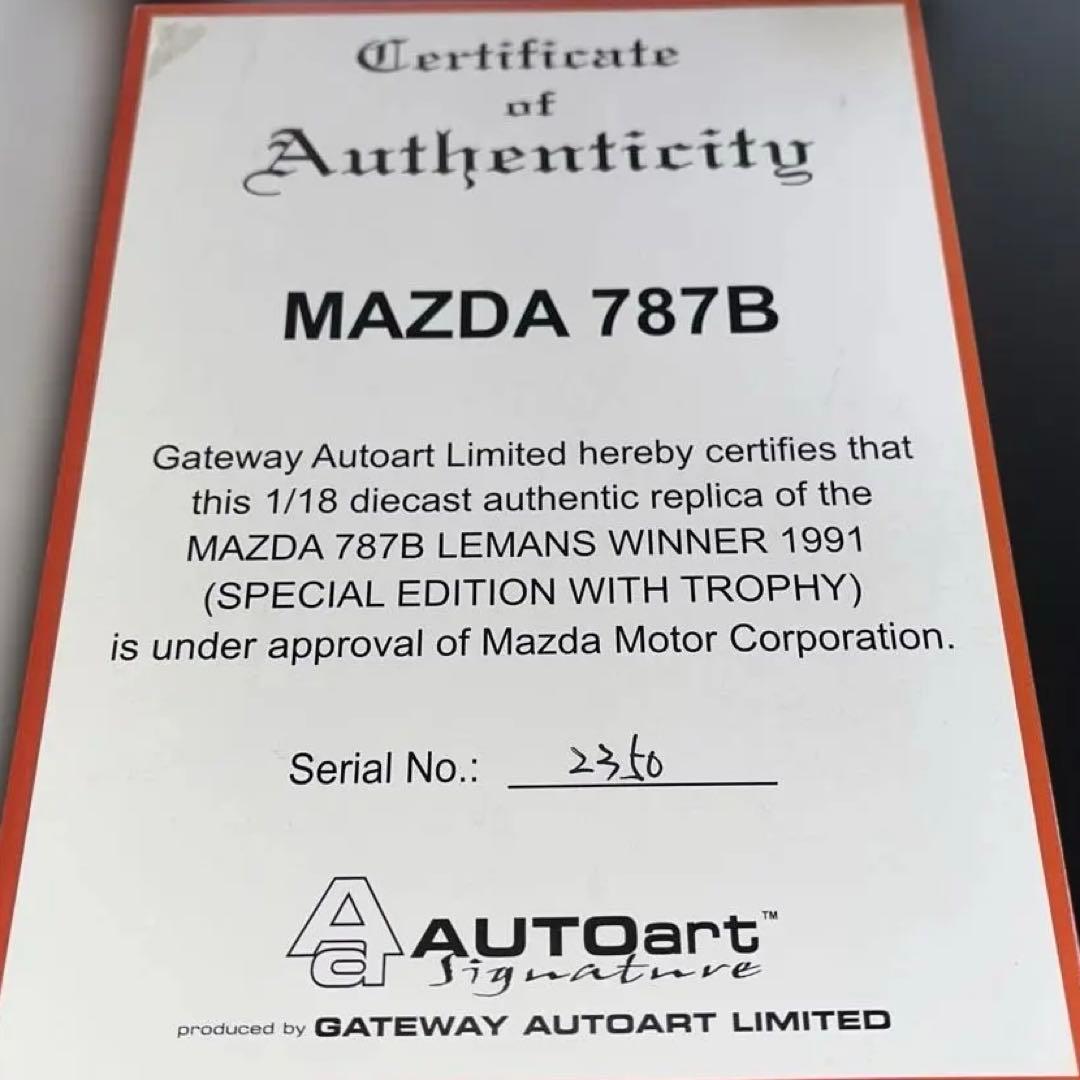 Certificate
of
Authenticity
MAZDA 787B
Gateway Autoart Limited hereby certifies that
this 1/18 diecast authentic replica of the
MAZDA 787B LEMANS WINNER 1991
(SPECIAL EDITION WITH TROPHY)
is under approval of Mazda Motor Corporation.
Serial No.: 2350
Aar AUTOart™
Signature
produced by GATEWAY AUTOART LIMITED